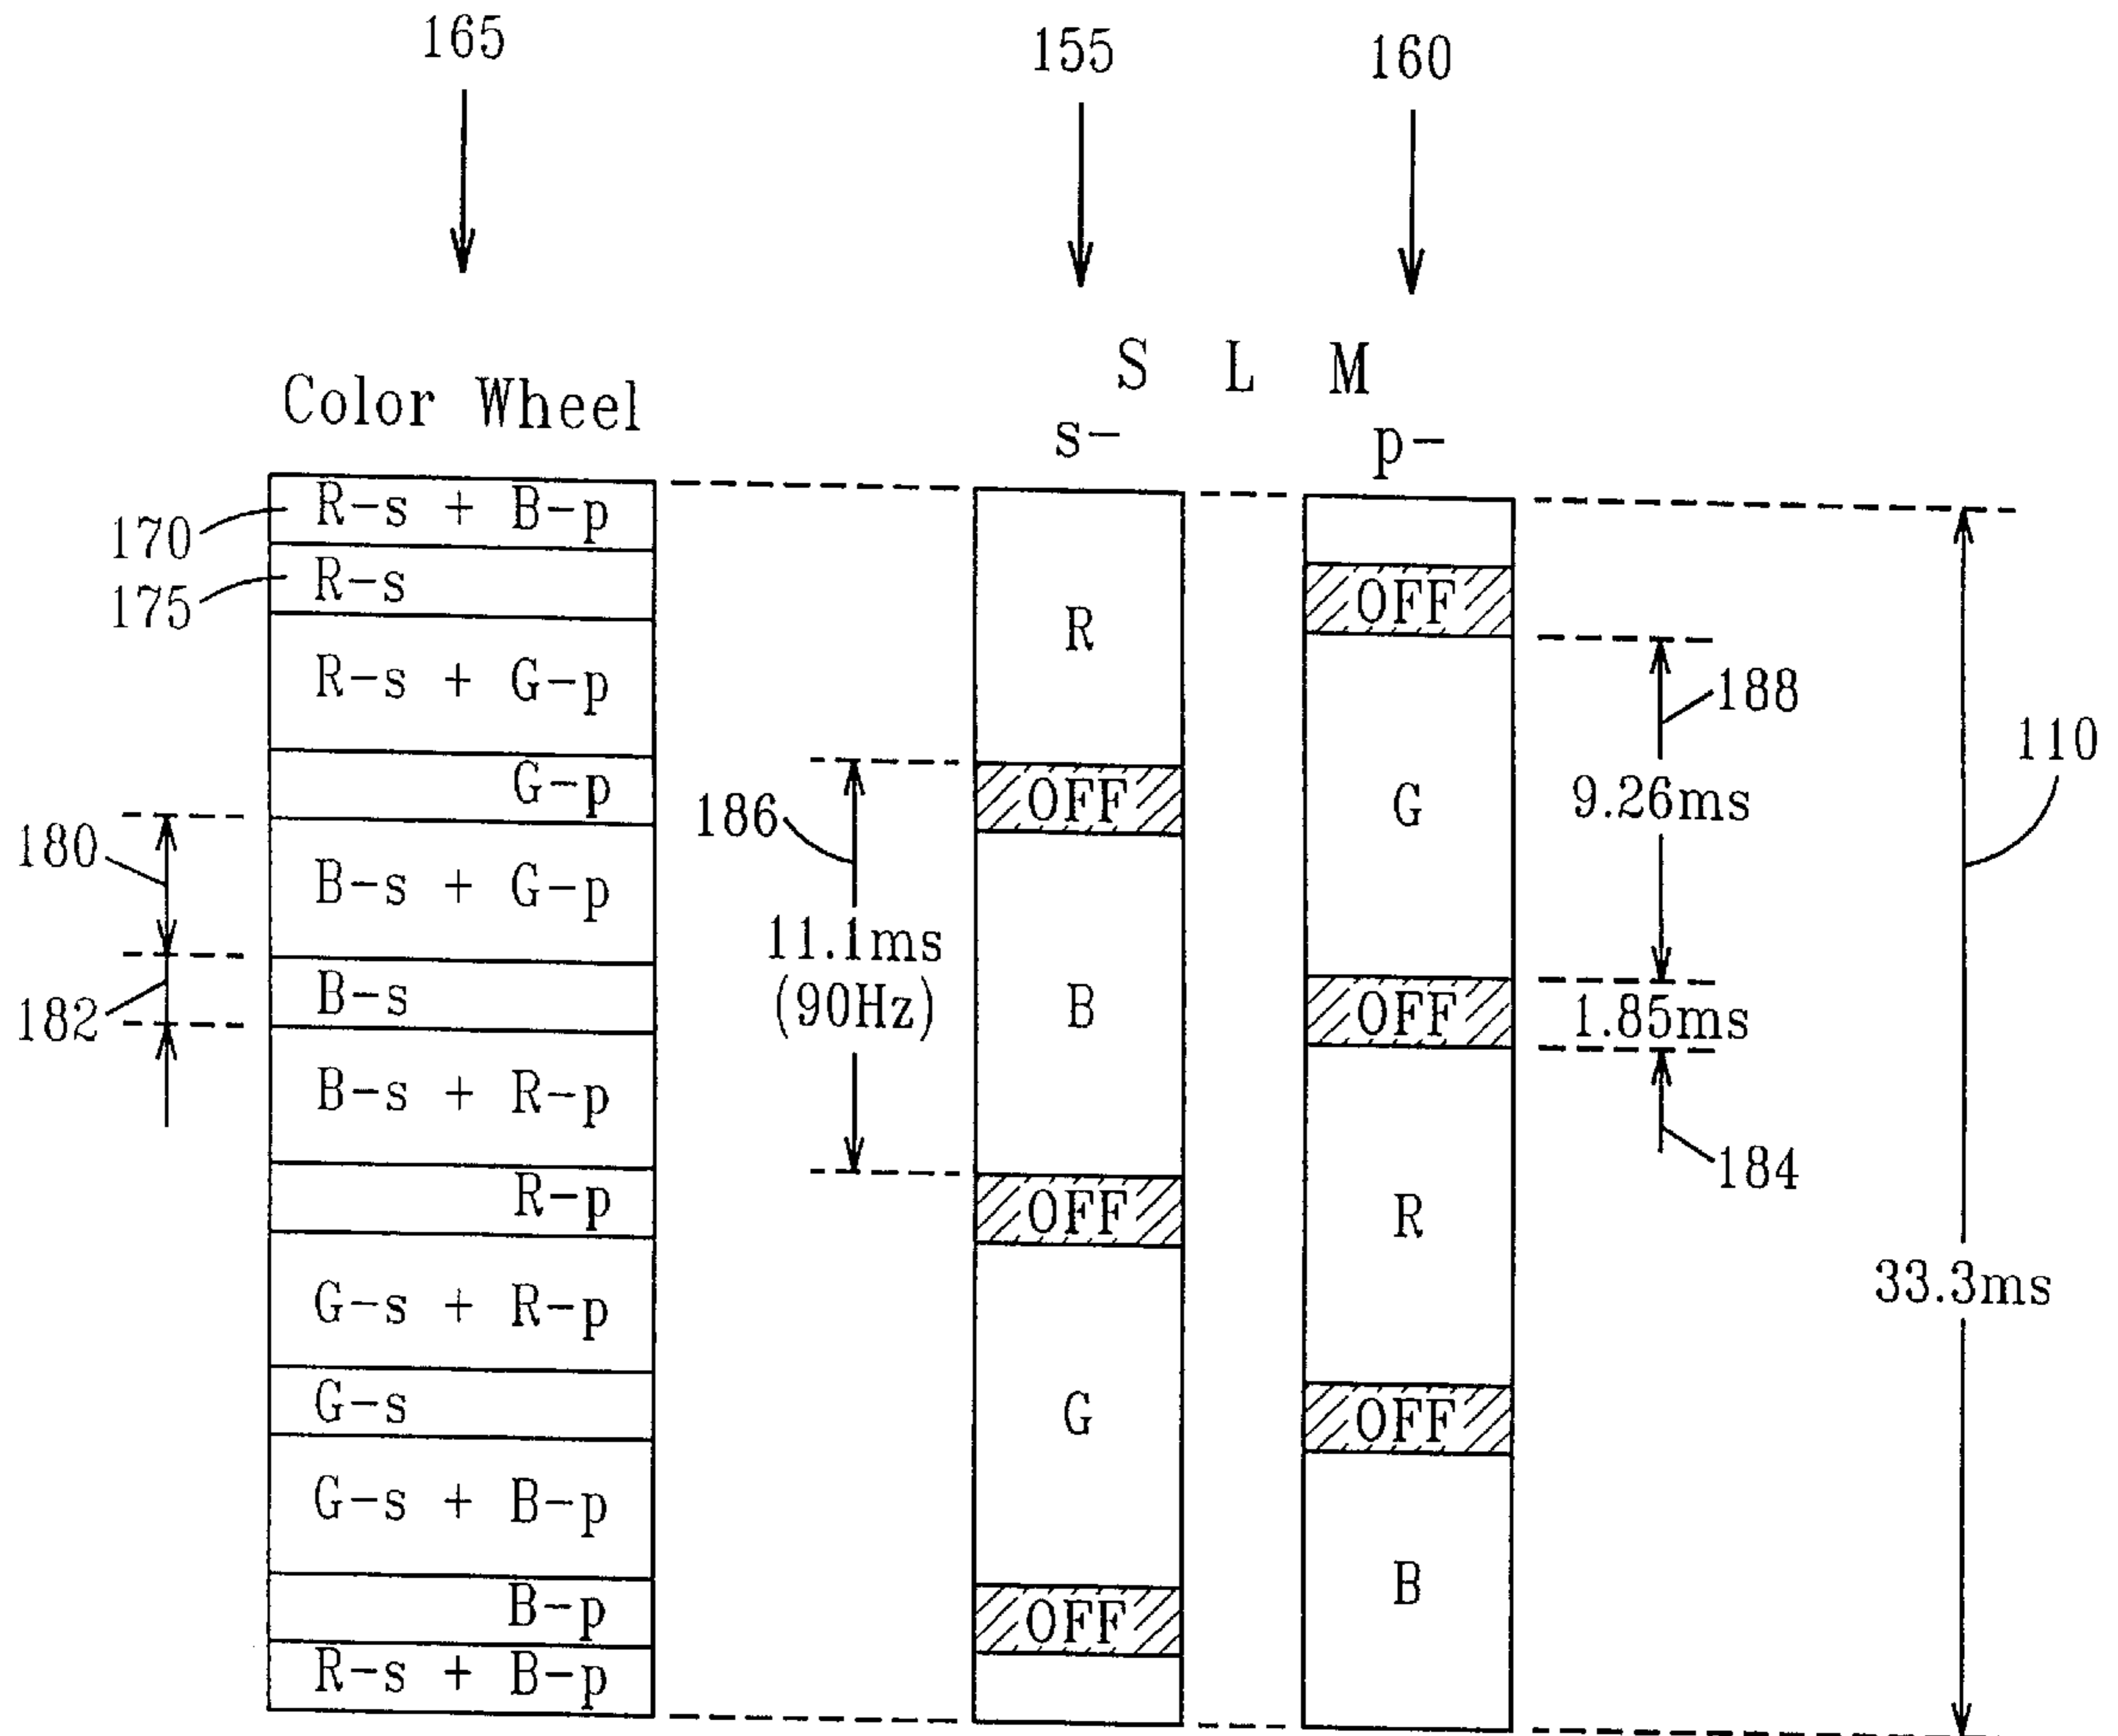 165
155
160
S L M
Color Wheel
s-
p-
R-s + B-p
170
R-s
175
R-s + G-p
G-p
B-s + G-p
180
B-s
182
B-s + R-p
R-p
G-s + R-p
G-s
G-s + B-p
B-p
R-s + B-p
R
OFF
B
OFF
G
OFF
186
11.1ms
(90Hz)
OFF
G
OFF
R
OFF
B
188
9.26ms
1.85ms
184
110
33.3ms